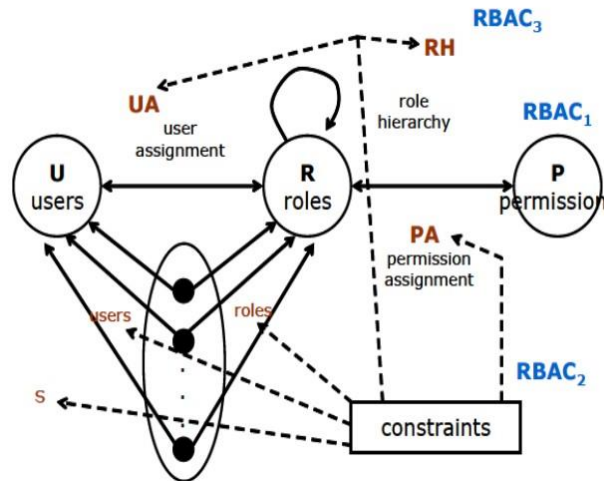 RBAC3
RH
UA
user
assignment
role
hierarchy
RBAC1
U
users
R
roles
P
permission
PA
permission
assignment
users
roles
RBAC2
S
constraints